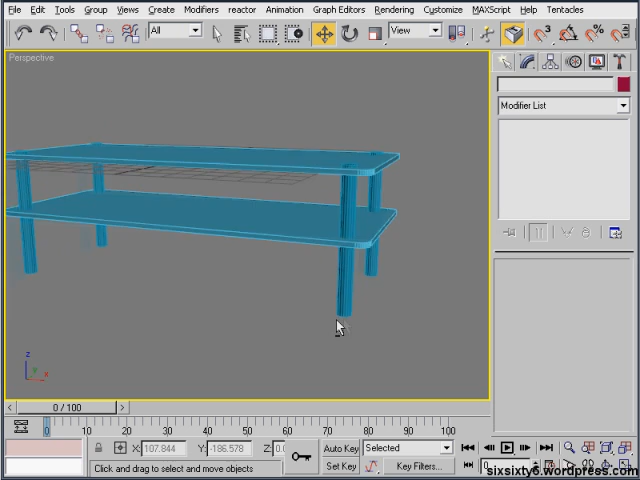 File Edit Tools Group Views Create Modifiers reactor Animation Graph Editors Rendering Customize MAXScript Help Tentacles
All
View
Perspective
Modifier List
z
y
x
0 / 100
0 10 20 30 40 50 60 70 80 90 100
X: 107.844 Y: -186.578 Z: 0.
Auto Key Selected
Click and drag to select and move objects
Set Key Key Filters...
0
sixsixty6.wordpress.com